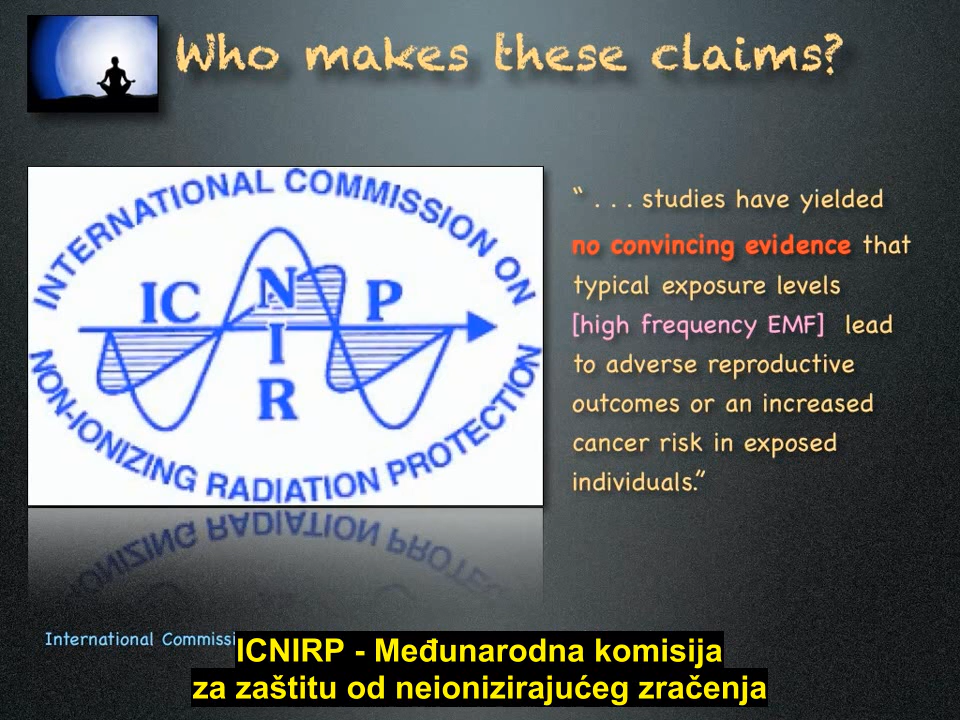 Who makes these claims?
INTERNATIONAL COMMISSION ON
IC N P
I
R
NON-IONIZING RADIATION PROTECTION
“ . . . studies have yielded
no convincing evidence that
typical exposure levels
[high frequency EMF] lead
to adverse reproductive
outcomes or an increased
cancer risk in exposed
individuals.”
International Commissi
ICNIRP - Međunarodna komisija
za zaštitu od neionizirajućeg zračenja